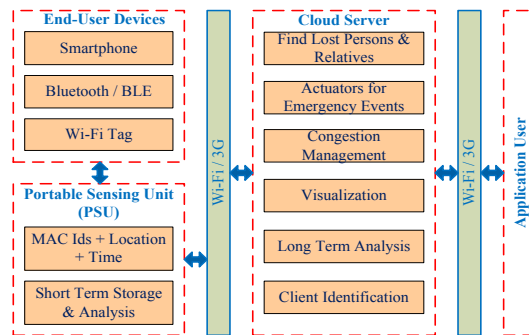 End-User Devices
Smartphone
Bluetooth / BLE
Wi-Fi Tag
Portable Sensing Unit
(PSU)
MAC Ids + Location
+ Time
Short Term Storage
& Analysis
Wi-Fi / 3G
Cloud Server
Find Lost Persons &
Relatives
Actuators for
Emergency Events
Congestion
Management
Visualization
Long Term Analysis
Client Identification
Wi-Fi / 3G
Application User